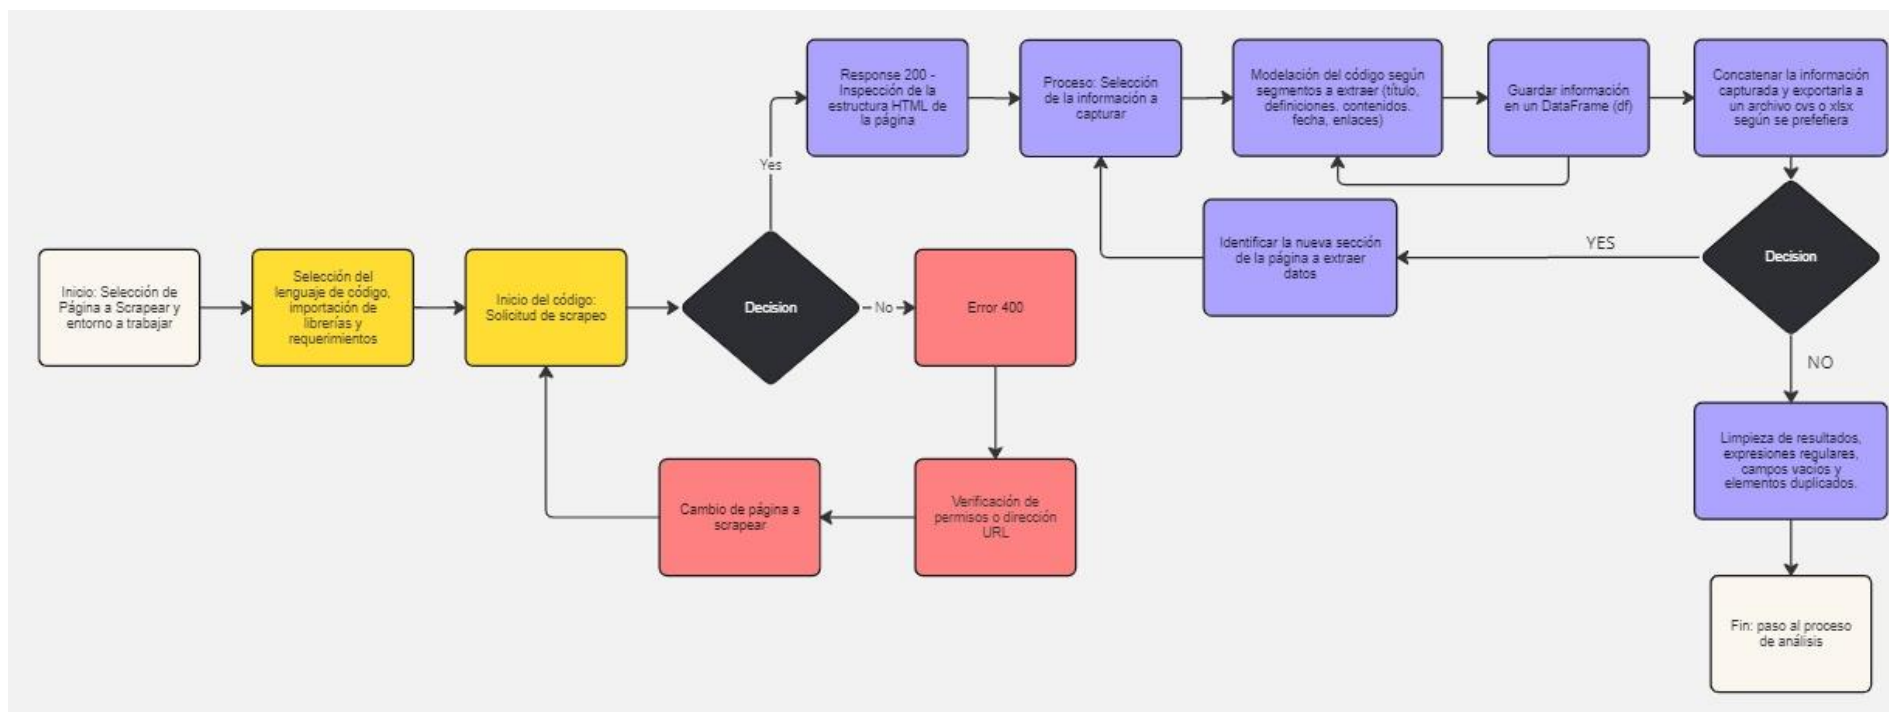 Response 200 -
Inspección de la
estructura HTML de
la página
Proceso: Selección
de la información a
capturar
Modelación del código según
segmentos a extraer (título,
definiciones. contenidos.
fecha, enlaces)
Guardar información
en un DataFrame (df)
Concatenar la información
capturada y exportarla a
un archivo cvs o xlsx
según se prefefiera
Yes
Identificar la nueva sección
de la página a extraer
datos
YES
Decision
Inicio: Selección de
Página a Scrapear y
entorno a trabajar
Selección del
lenguaje de código,
importación de
librerías y
requerimientos
Inicio del código:
Solicitud de scrapeo
Decision
No
Error 400
NO
Cambio de página a
scrapear
Verificación de
permisos o dirección
URL
Limpieza de resultados,
expresiones regulares,
campos vacíos y
elementos duplicados.
Fin: paso al proceso
de análisis